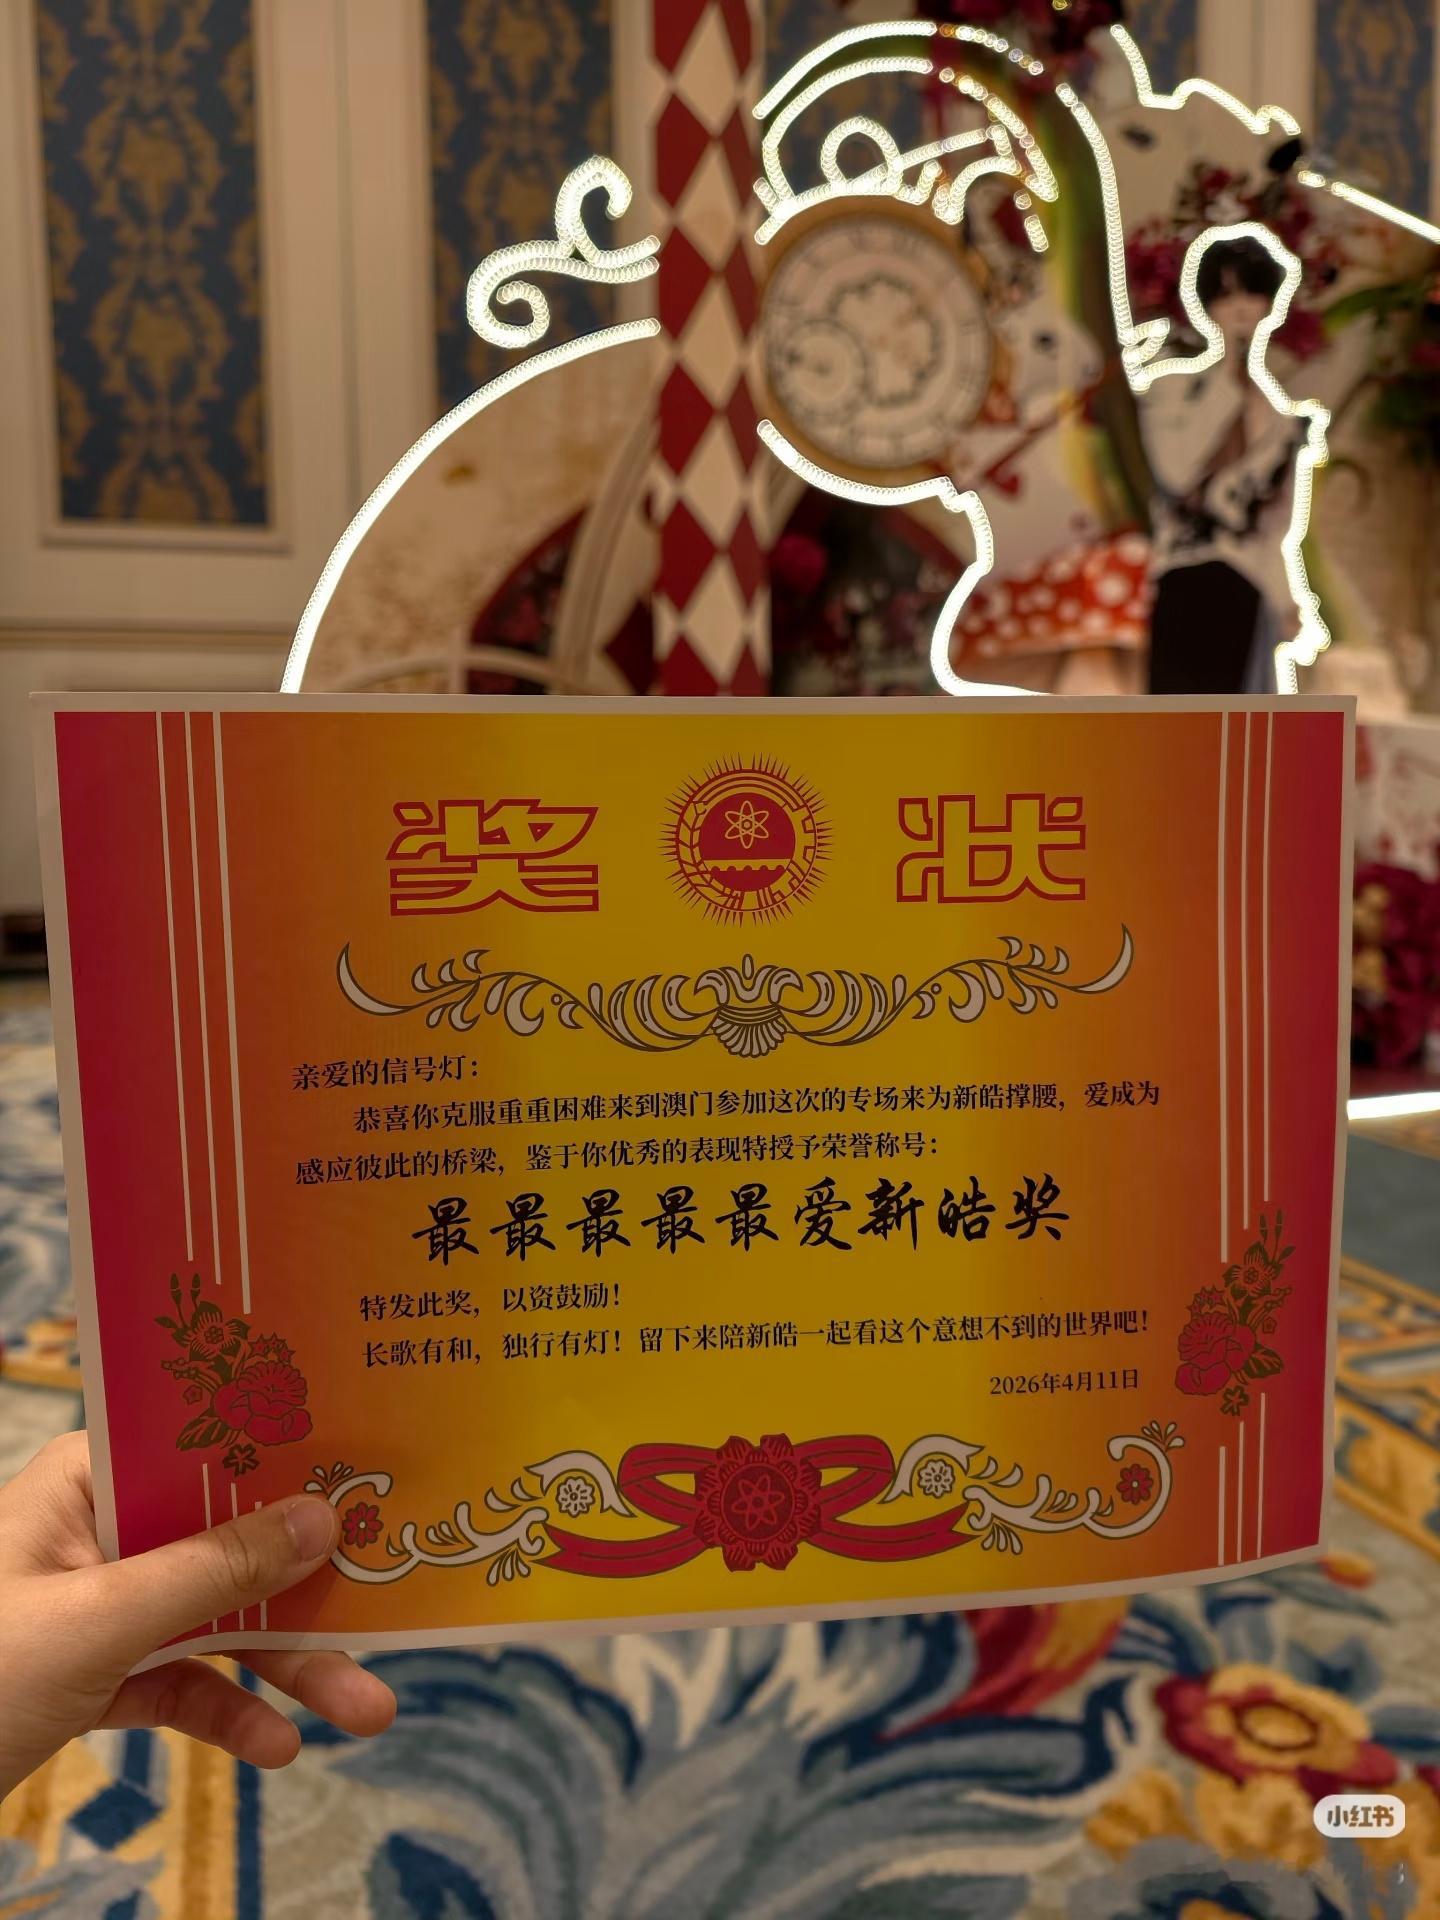 奖状
亲爱的信号灯：
恭喜你克服重重困难来到澳门参加这次的专场来为新皓撑腰，爱成为
感应彼此的桥梁，鉴于你优秀的表现特授予荣誉称号：
最最最最最爱新皓奖
特发此奖，以资鼓励！
长歌有和，独行有灯！留下来陪新皓一起看这个意想不到的世界吧！
2026年4月11日
小红书